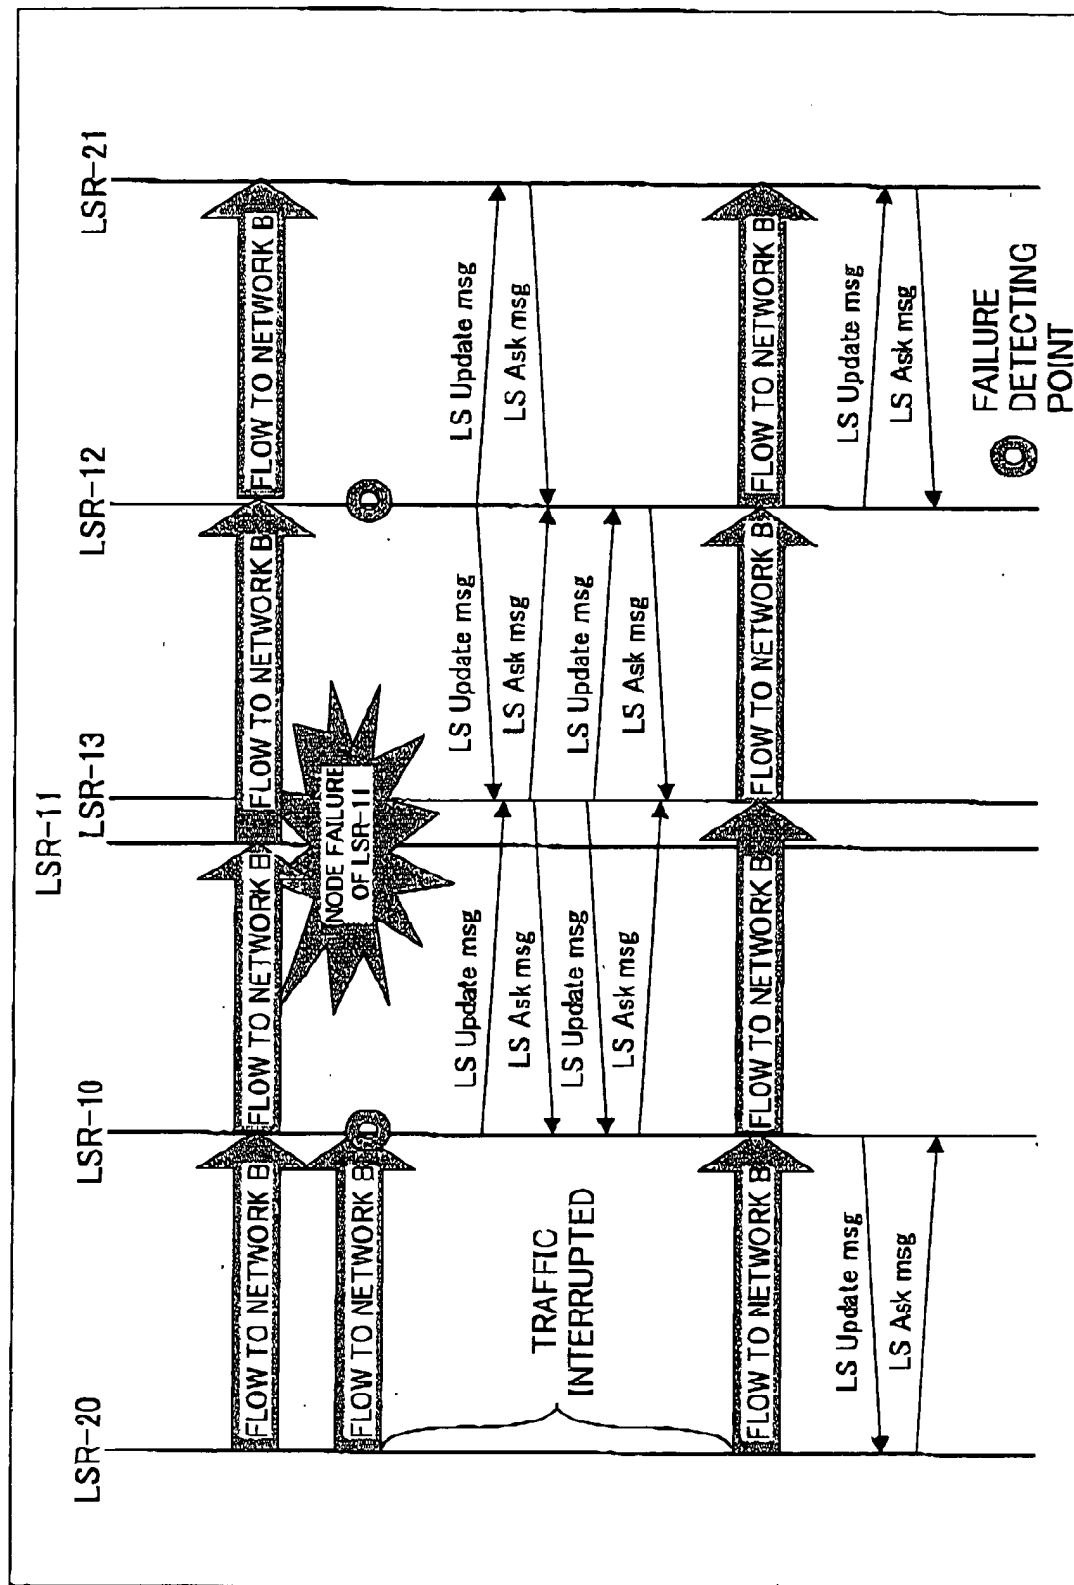 LSR-20
LSR-10
LSR-11
LSR-13
LSR-12
LSR-21
FLOW TO NETWORK B
FLOW TO NETWORK B
FLOW TO NETWORK B
FLOW TO NETWORK B
FLOW TO NETWORK B
FLOW TO NETWORK B
NODE FAILURE
OF LSR-11
LS Update msg
LS Update msg
LS Update msg
LS Ask msg
LS Ask msg
LS Ask msg
LS Update msg
LS Update msg
LS Ask msg
LS Ask msg
TRAFFIC
INTERRUPTED
FLOW TO NETWORK B
FLOW TO NETWORK B
FLOW TO NETWORK B
FLOW TO NETWORK B
LS Update msg
LS Update msg
LS Ask msg
LS Ask msg
FAILURE
DETECTING
POINT